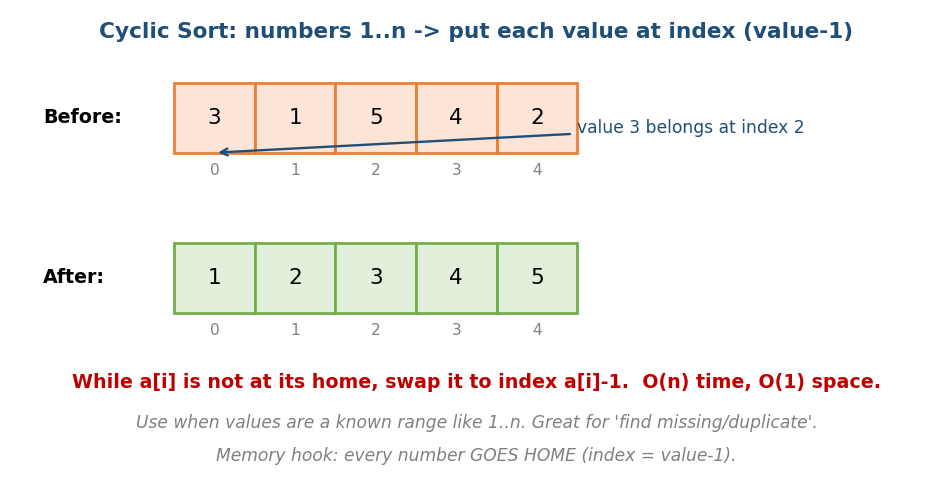 Cyclic Sort: numbers 1..n -> put each value at index (value-1)
Before: 3 1 5 4 2 value 3 belongs at index 2
0 1 2 3 4
After: 1 2 3 4 5
0 1 2 3 4
While a[i] is not at its home, swap it to index a[i]-1. O(n) time, O(1) space.
Use when values are a known range like 1..n. Great for 'find missing/duplicate'.
Memory hook: every number GOES HOME (index = value-1).